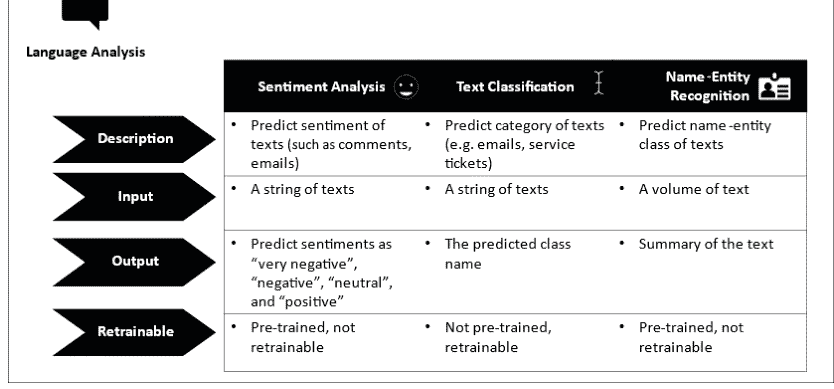 Language Analysis
Sentiment Analysis
Text Classification
Name-Entity
Recognition
Description
• Predict sentiment of
texts (such as comments,
emails)
• Predict category of texts
(e.g. emails, service
tickets)
• Predict name-entity
class of texts
Input
• A string of texts
• A string of texts
• A volume of text
Output
• Predict sentiments as
“very negative”,
“negative”, “neutral”,
and “positive”
• The predicted class
name
• Summary of the text
Retrainable
• Pre-trained, not
retrainable
• Not pre-trained,
retrainable
• Pre-trained, not
retrainable